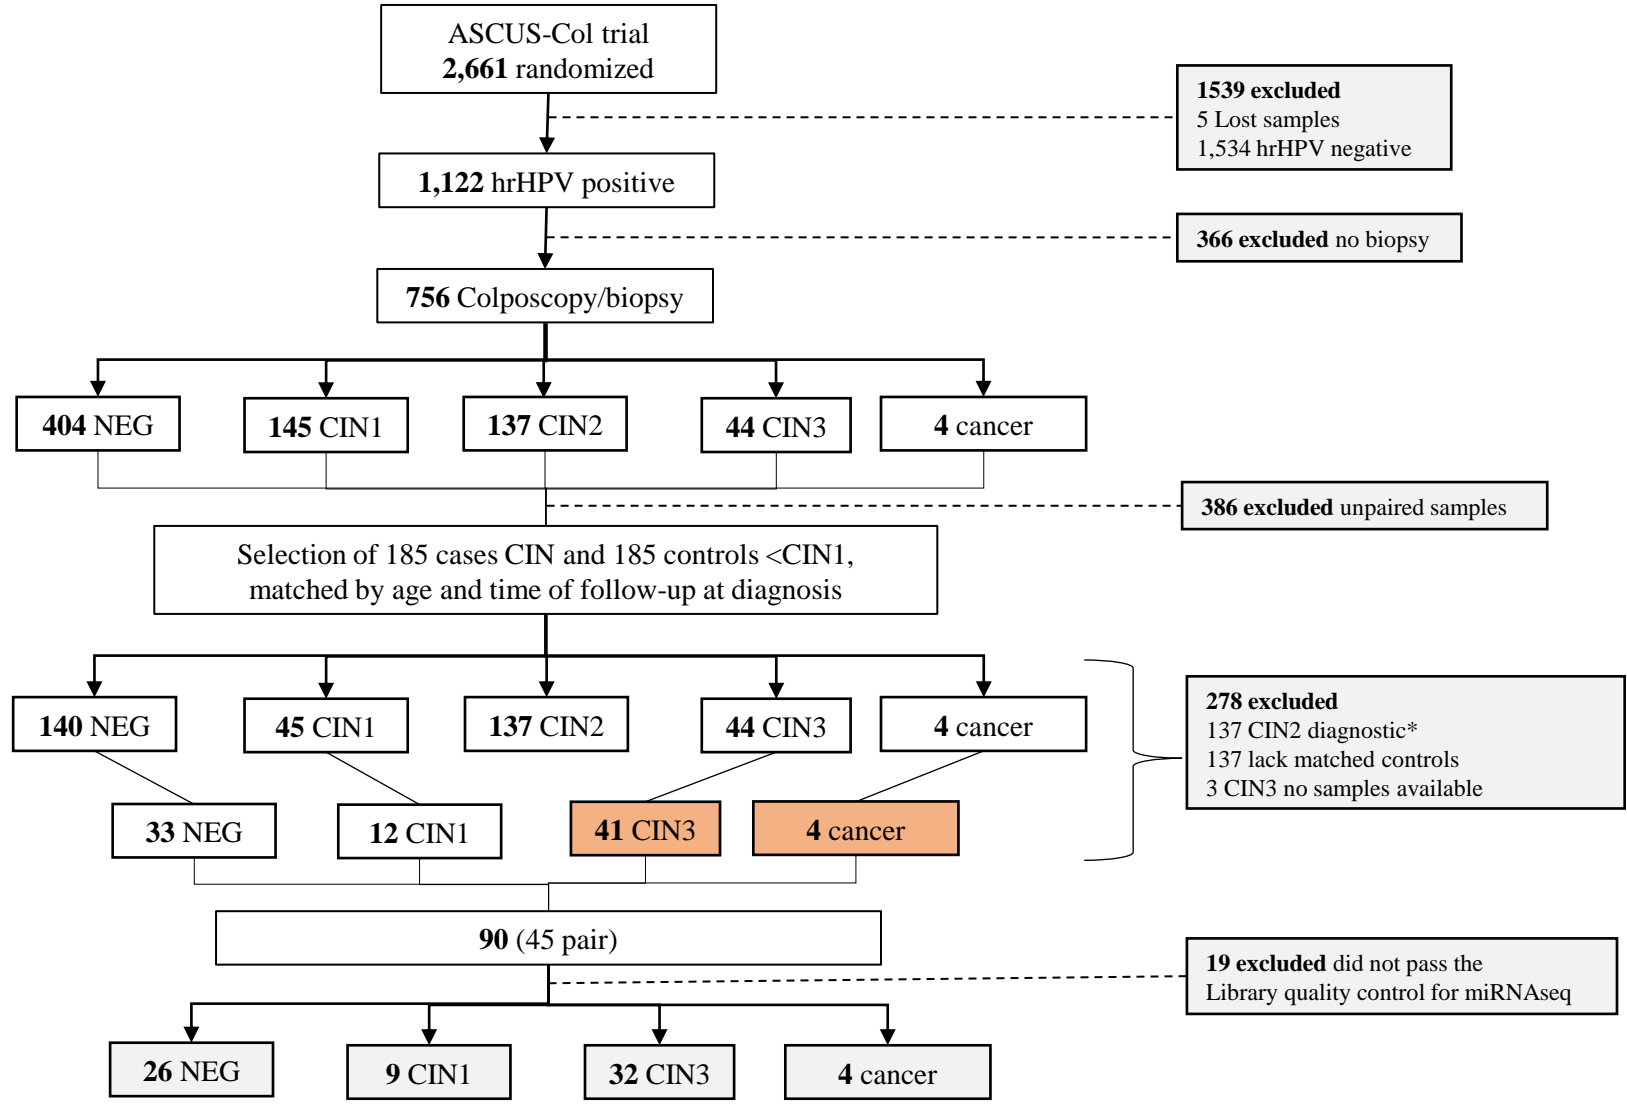 ASCUS-Col trial
2,661 randomized
1539 excluded
5 Lost samples
1,534 hrHPV negative
1,122 hrHPV positive
366 excluded no biopsy
756 Colposcopy/biopsy
404 NEG
145 CIN1
137 CIN2
44 CIN3
4 cancer
386 excluded unpaired samples
Selection of 185 cases CIN and 185 controls <CIN1,
matched by age and time of follow-up at diagnosis
140 NEG
45 CIN1
137 CIN2
44 CIN3
4 cancer
278 excluded
137 CIN2 diagnostic*
137 lack matched controls
3 CIN3 no samples available
33 NEG
12 CIN1
41 CIN3
4 cancer
90 (45 pair)
19 excluded did not pass the
Library quality control for miRNAseq
26 NEG
9 CIN1
32 CIN3
4 cancer